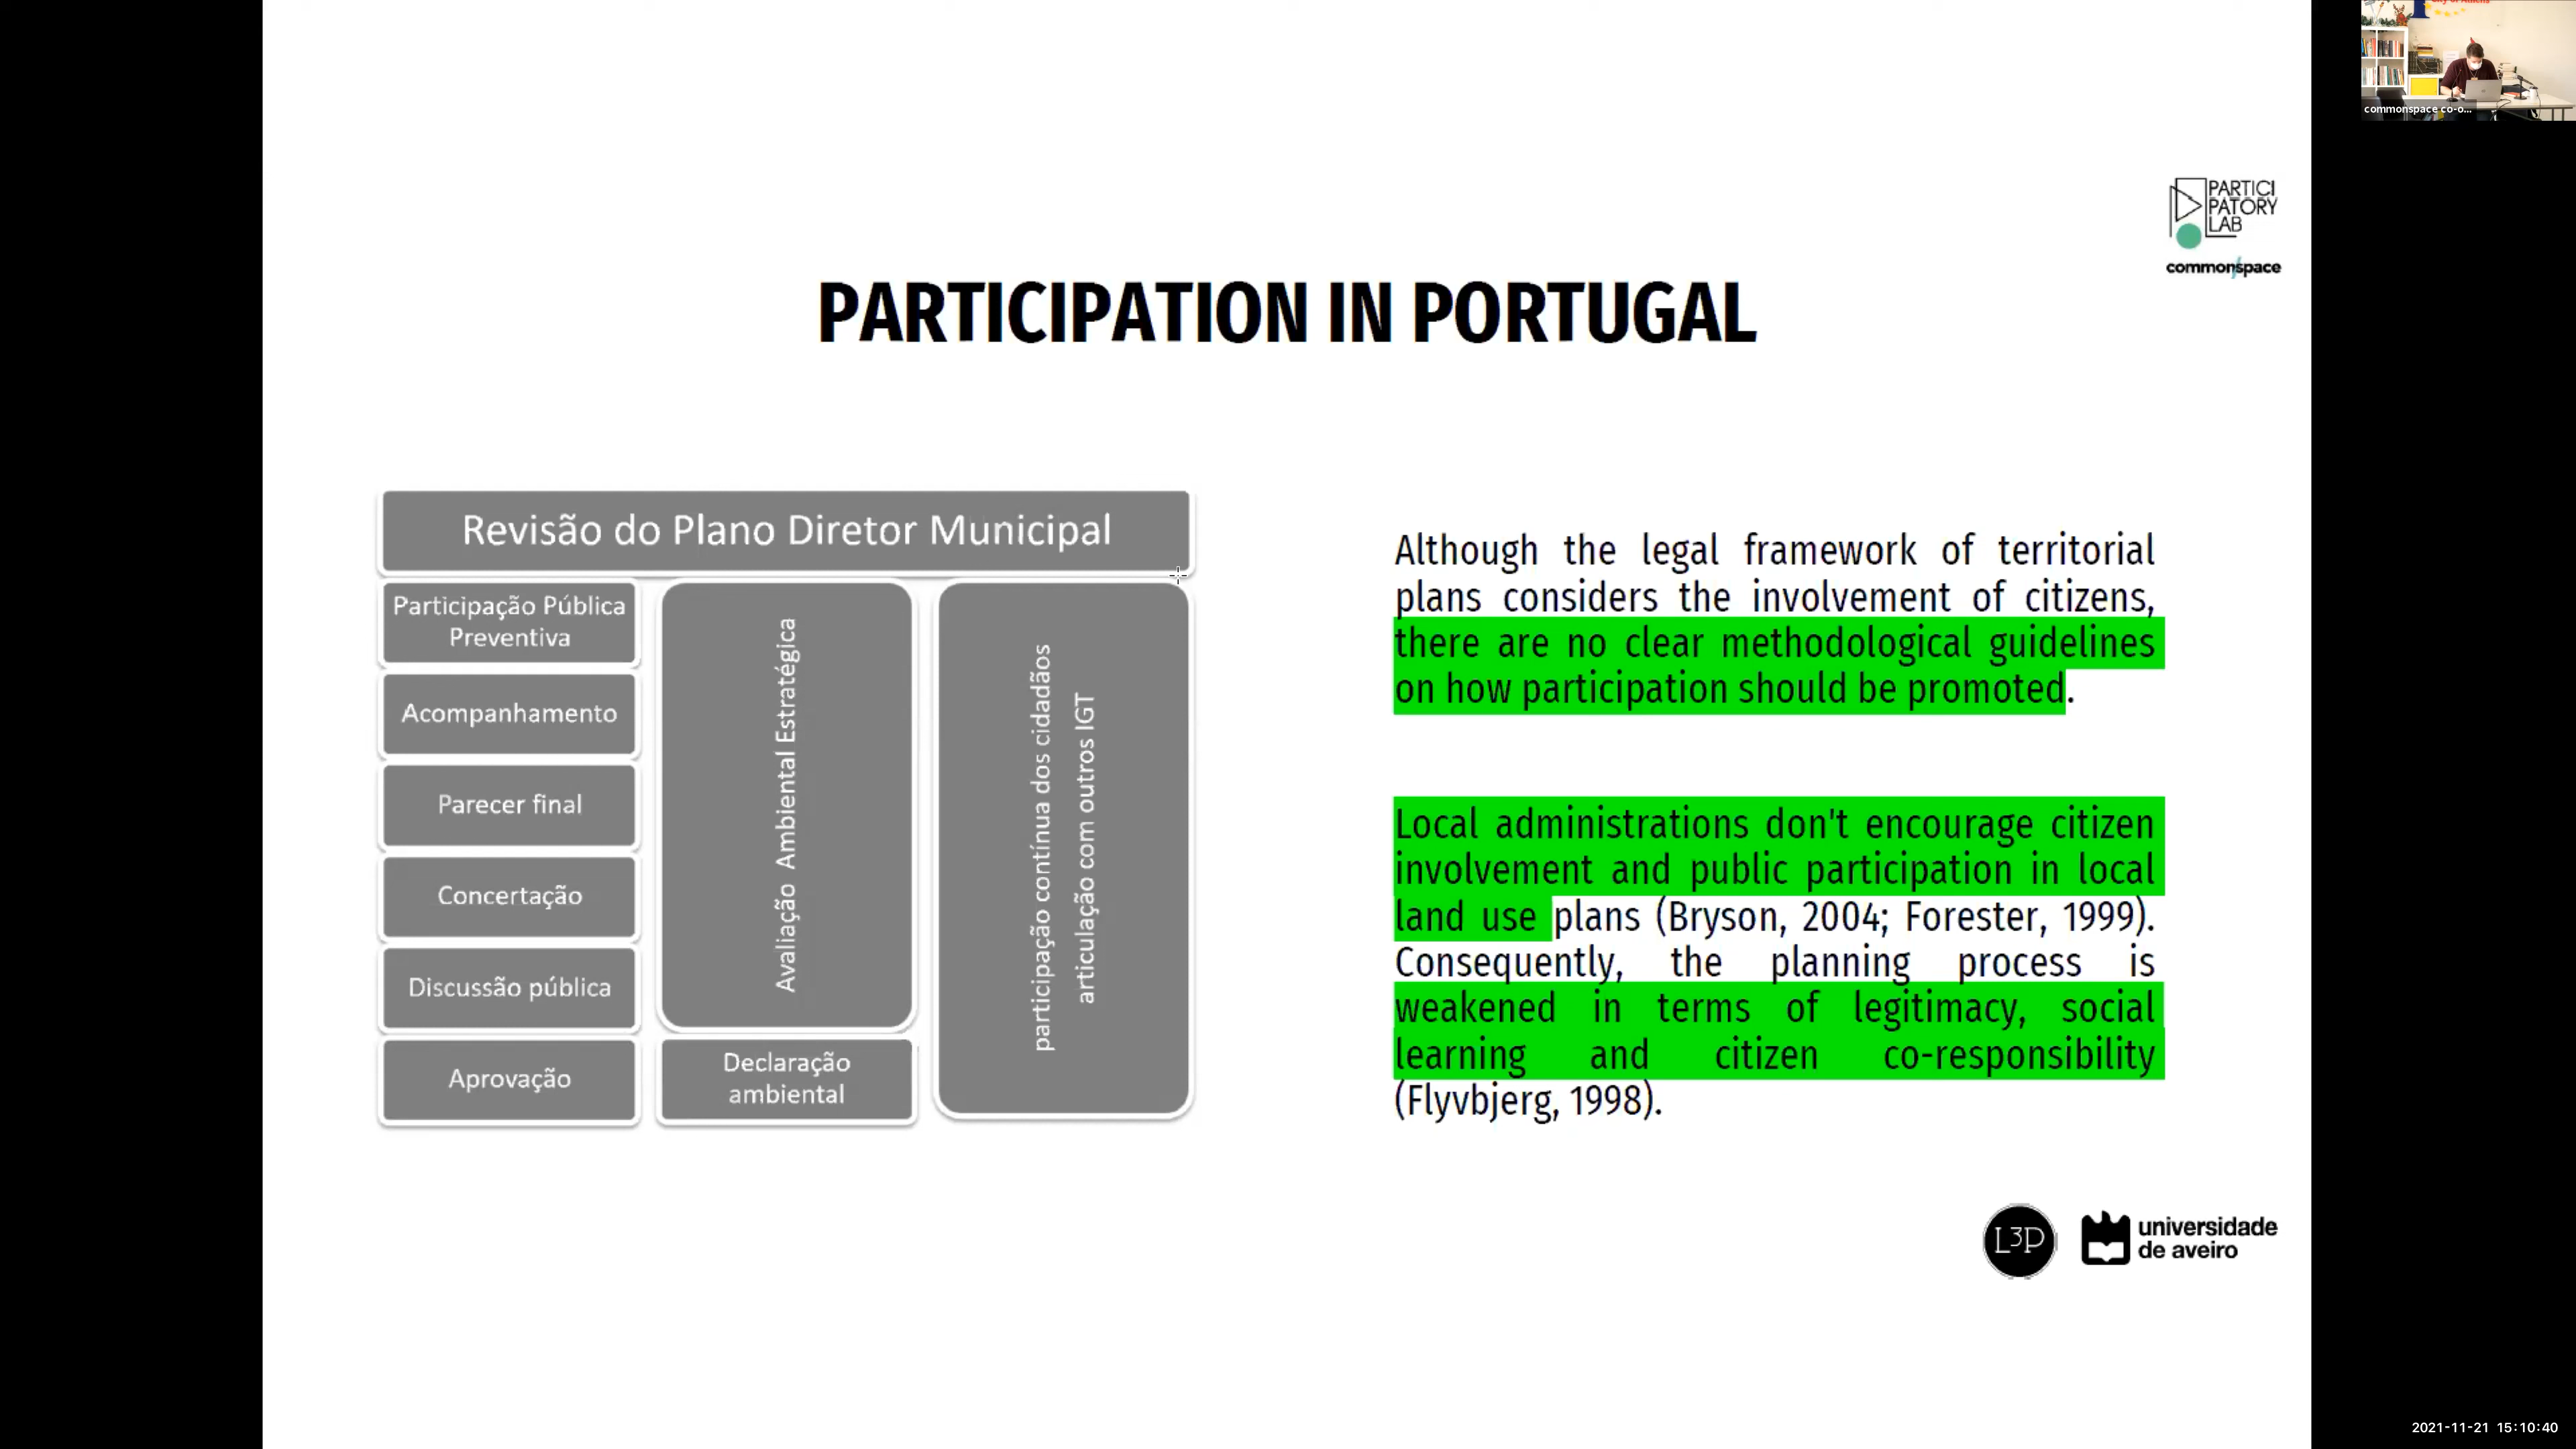 commonspace co-o...
PARTICI
PATORY
LAB
commonspace
PARTICIPATION IN PORTUGAL
Revisão do Plano Diretor Municipal
Participação Pública
Preventiva
Acompanhamento
Parecer final
Concertação
Discussão pública
Aprovação
Avaliação Ambiental Estratégica
Declaração
ambiental
participação contínua dos cidadãos
articulação com outros IGT
Although the legal framework of territorial
plans considers the involvement of citizens,
there are no clear methodological guidelines
on how participation should be promoted.
Local administrations don't encourage citizen
involvement and public participation in local
land use plans (Bryson, 2004; Forester, 1999).
Consequently, the planning process is
weakened in terms of legitimacy, social
learning and citizen co-responsibility
(Flyvbjerg, 1998).
L3P
universidade
de aveiro
2021-11-21 15:10:40